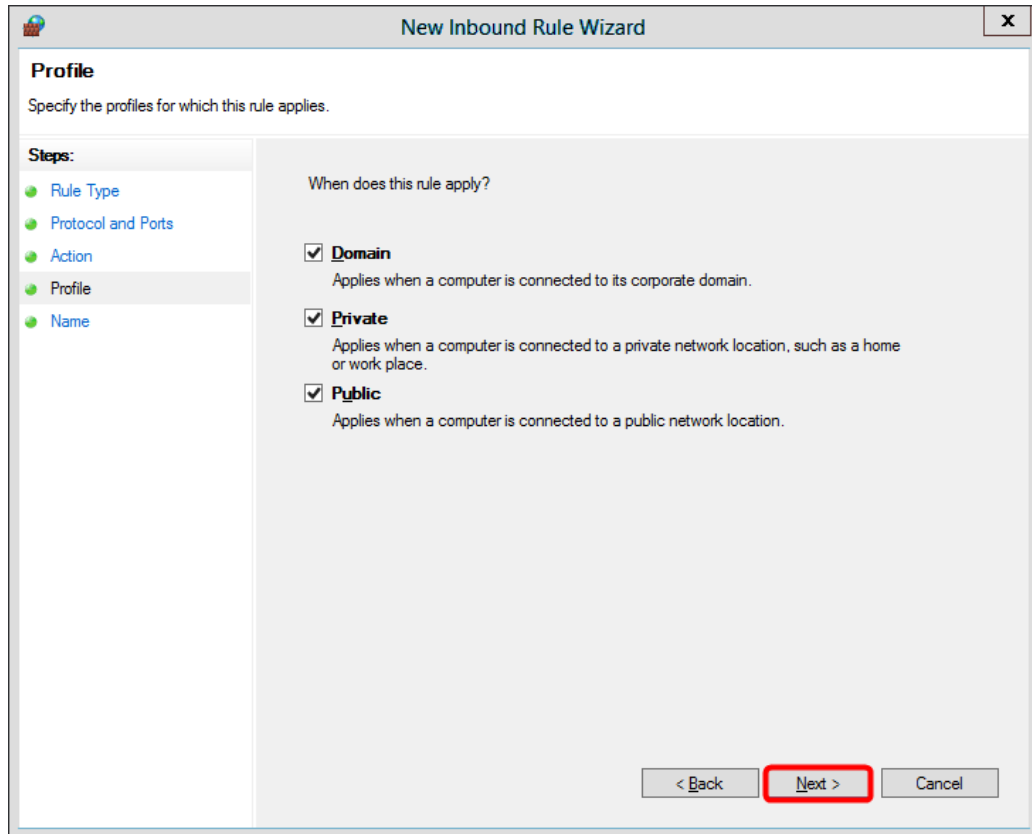 New Inbound Rule Wizard
x
Profile
Specify the profiles for which this rule applies.
Steps:
Rule Type
Protocol and Ports
Action
Profile
Name
When does this rule apply?
Domain
Applies when a computer is connected to its corporate domain.
Private
Applies when a computer is connected to a private network location, such as a home
or work place.
Public
Applies when a computer is connected to a public network location.
< Back
Next >
Cancel